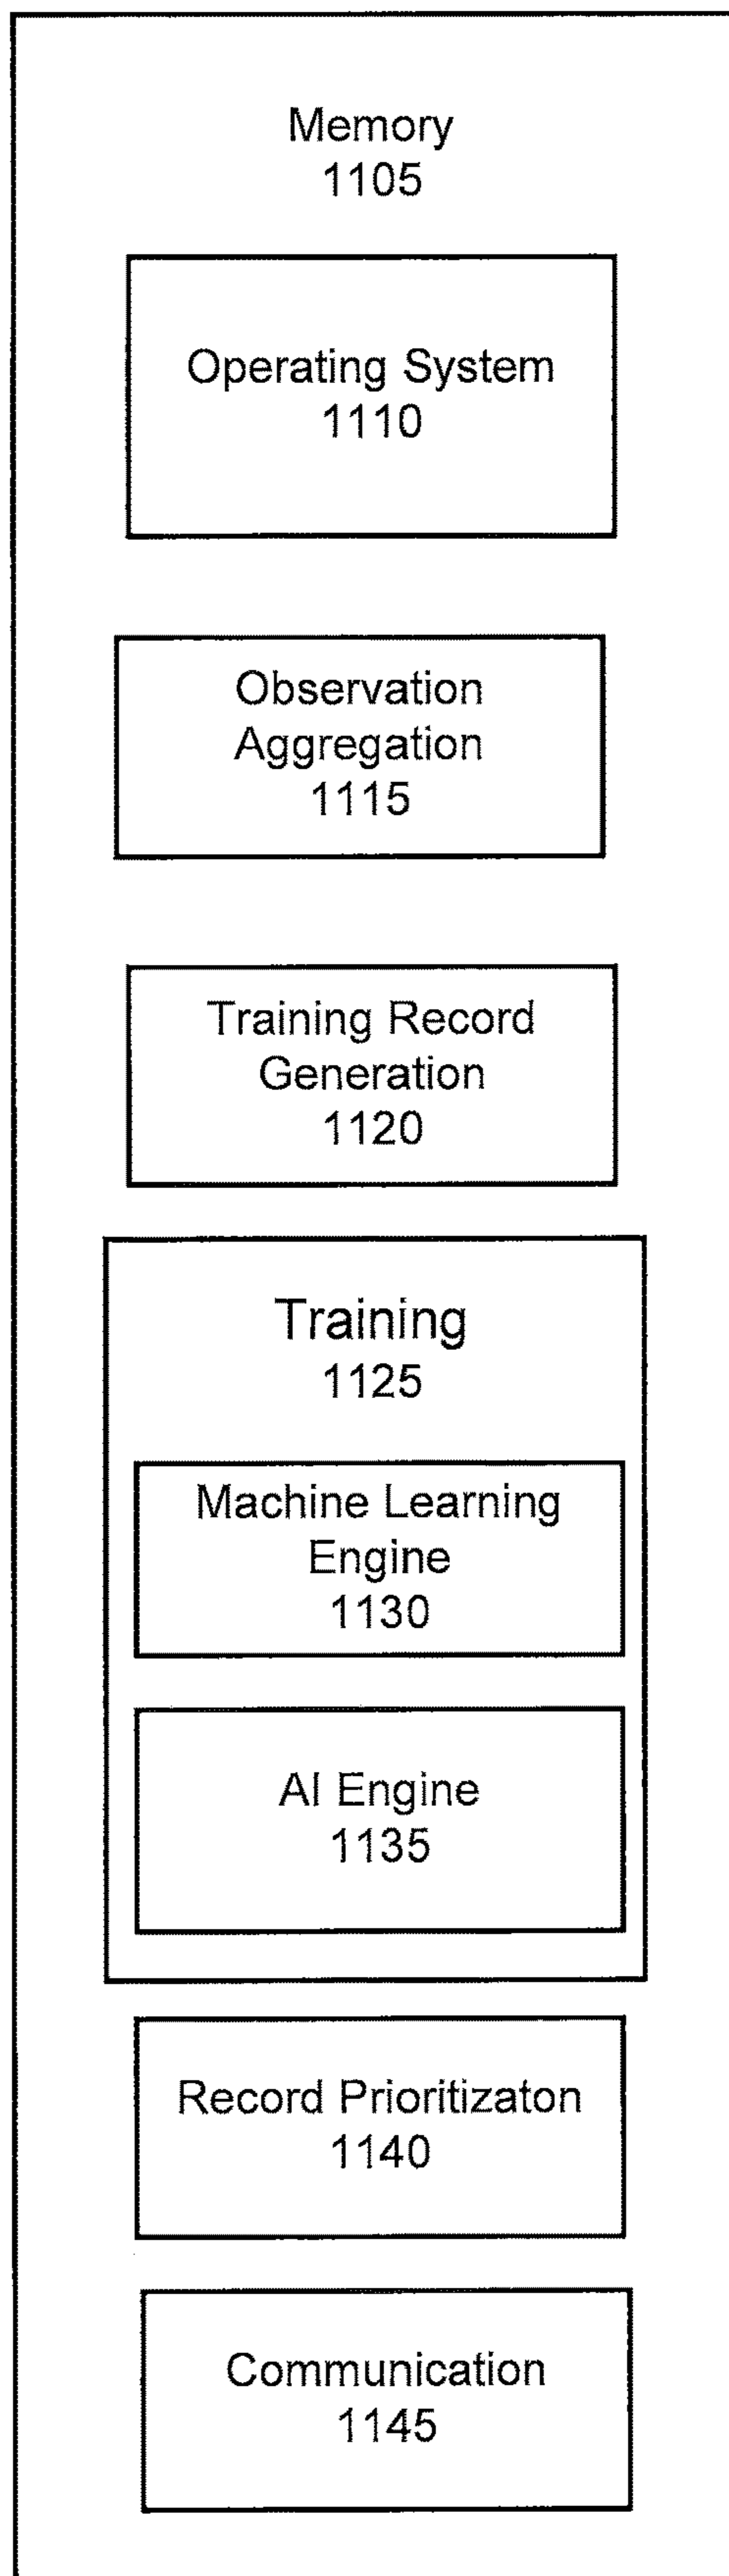 Memory
1105
Operating System
1110
Observation
Aggregation
1115
Training Record
Generation
1120
Training
1125
Machine Learning
Engine
1130
AI Engine
1135
Record Prioritizaton
1140
Communication
1145